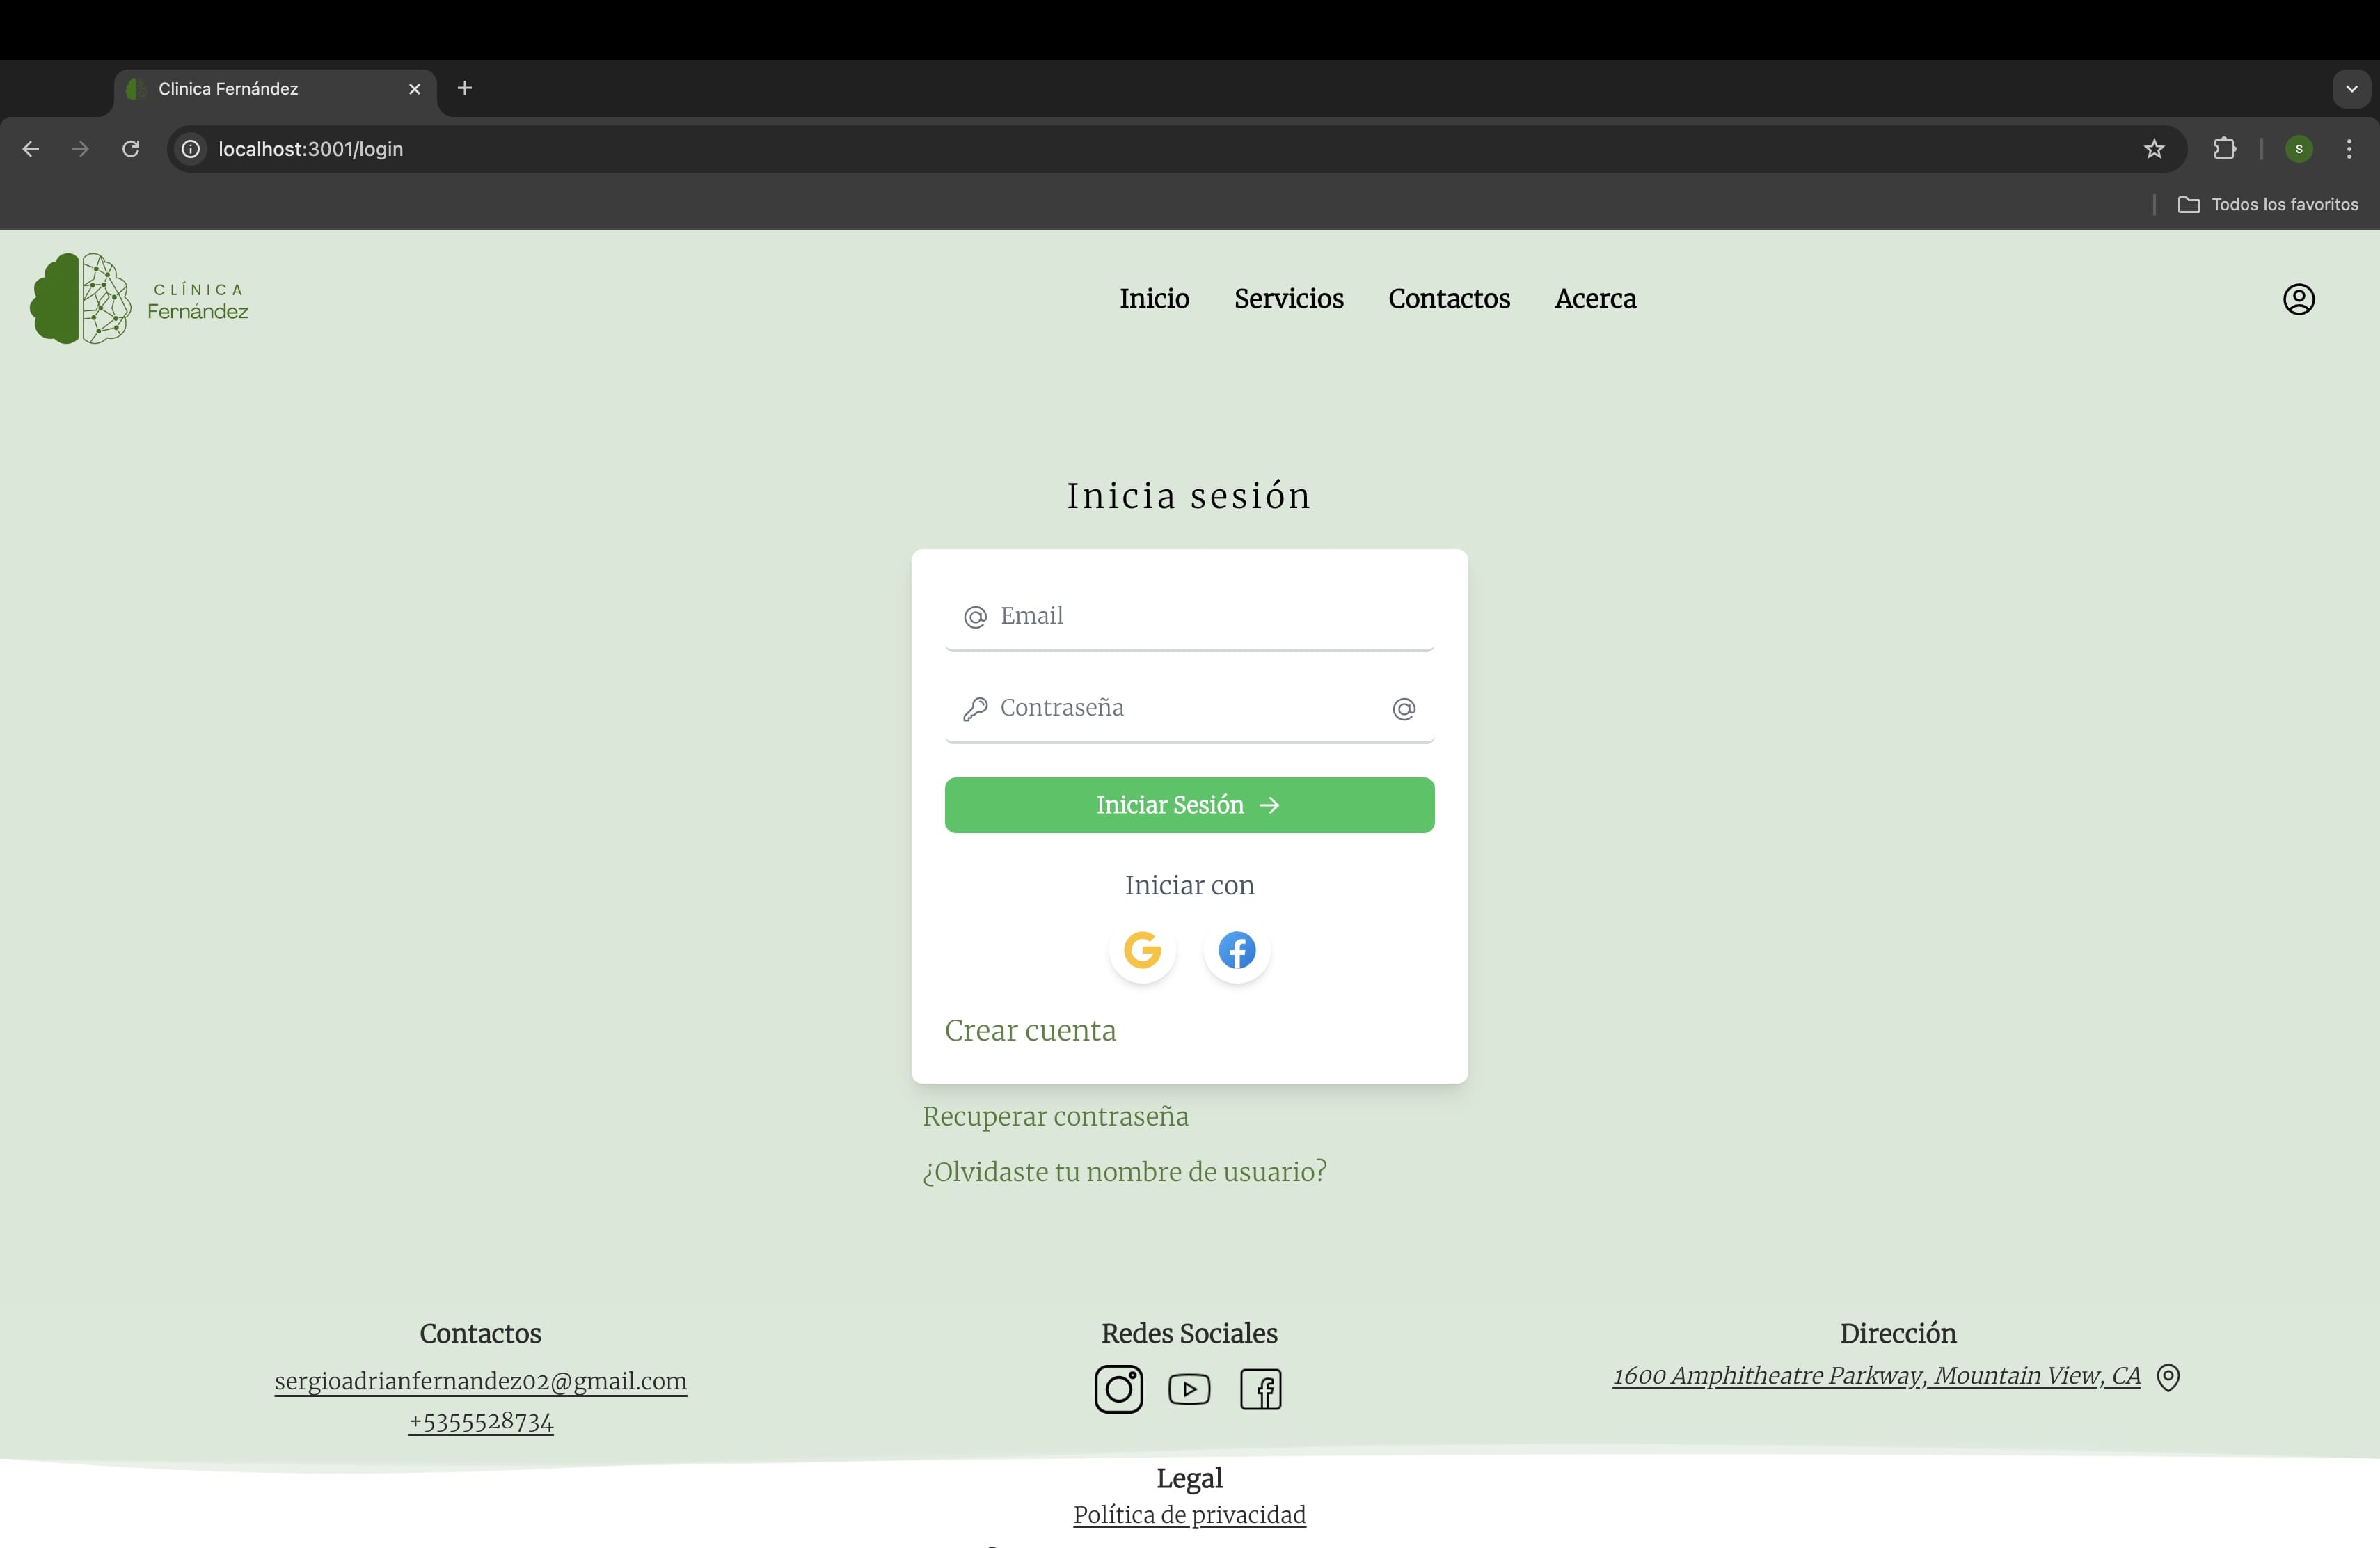 Clinica Fernández
localhost:3001/login
S
Todos los favoritos
CLÍNICA
Fernández
Inicio Servicios Contactos Acerca
Inicia sesión
Email
Contraseña
Iniciar Sesión
Iniciar con
Crear cuenta
Recuperar contraseña
¿Olvidaste tu nombre de usuario?
Contactos
sergioadrianfernandez02@gmail.com
+5355528734
Redes Sociales
Dirección
1600 Amphitheatre Parkway, Mountain View, CA
Legal
Política de privacidad